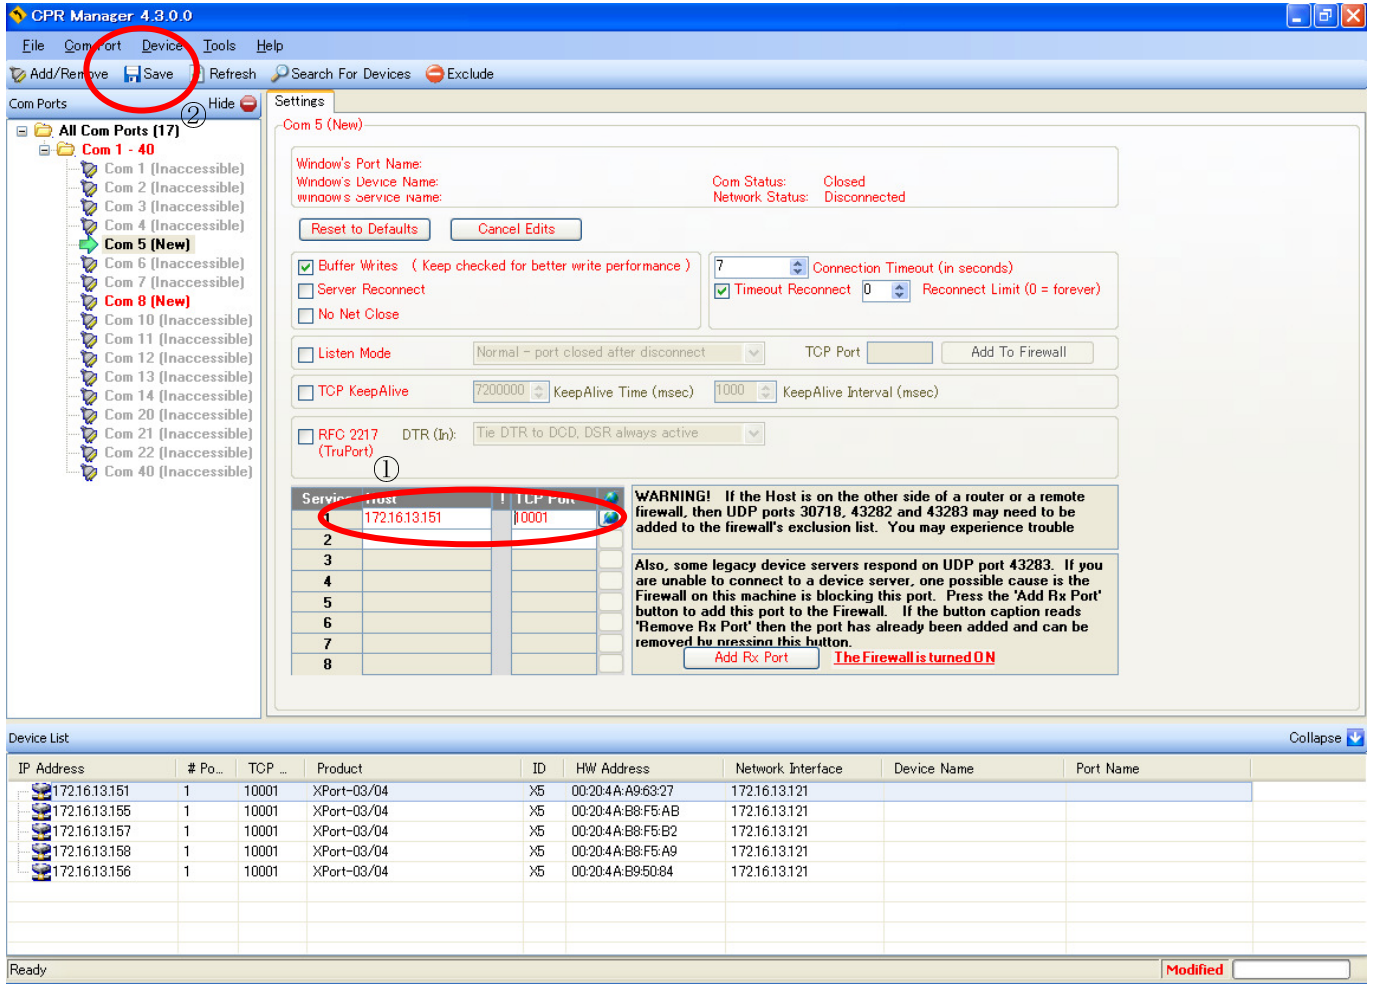 CPR Manager 4.3.0.0
File Com Port Device Tools Help
Add/Remove Save Refresh Search For Devices Exclude
Com Ports Hide
②
All Com Ports (17)
Com 1 - 40
Com 1 (Inaccessible)
Com 2 (Inaccessible)
Com 3 (Inaccessible)
Com 4 (Inaccessible)
Com 5 (New)
Com 6 (Inaccessible)
Com 7 (Inaccessible)
Com 8 (New)
Com 10 (Inaccessible)
Com 11 (Inaccessible)
Com 12 (Inaccessible)
Com 13 (Inaccessible)
Com 14 (Inaccessible)
Com 20 (Inaccessible)
Com 21 (Inaccessible)
Com 22 (Inaccessible)
Com 40 (Inaccessible)
Settings
Com 5 (New)
Window's Port Name:
Window's Device Name: Com Status: Closed
Window's Service Name: Network Status: Disconnected
Reset to Defaults Cancel Edits
Buffer Writes ( Keep checked for better write performance )
Server Reconnect
No Net Close
7 Connection Timeout (in seconds)
Timeout Reconnect 0 Reconnect Limit (0 = forever)
Listen Mode Normal - port closed after disconnect TCP Port Add To Firewall
TCP KeepAlive 7200000 KeepAlive Time (msec) 1000 KeepAlive Interval (msec)
RFC 2217 DTR (In): Tie DTR to DCD, DSR always active
(TruPort)
①
Service Host ! TCP Port
1 172.16.13.151 10001
2
3
4
5
6
7
8
WARNING! If the Host is on the other side of a router or a remote
firewall, then UDP ports 30718, 43282 and 43283 may need to be
added to the firewall's exclusion list. You may experience trouble
Also, some legacy device servers respond on UDP port 43283. If you
are unable to connect to a device server, one possible cause is the
Firewall on this machine is blocking this port. Press the 'Add Rx Port'
button to add this port to the Firewall. If the button caption reads
'Remove Rx Port' then the port has already been added and can be
removed by pressing this button.
Add Rx Port The Firewall is turned ON
Device List Collapse
IP Address # Po... TCP ... Product ID HW Address Network Interface Device Name Port Name
172.16.13.151 1 10001 XPort-03/04 X5 00:20:4A:A9:63:27 172.16.13.121
172.16.13.155 1 10001 XPort-03/04 X5 00:20:4A:B8:F5:AB 172.16.13.121
172.16.13.157 1 10001 XPort-03/04 X5 00:20:4A:B8:F5:B2 172.16.13.121
172.16.13.158 1 10001 XPort-03/04 X5 00:20:4A:B8:F5:A9 172.16.13.121
172.16.13.156 1 10001 XPort-03/04 X5 00:20:4A:B9:50:84 172.16.13.121
Ready Modified